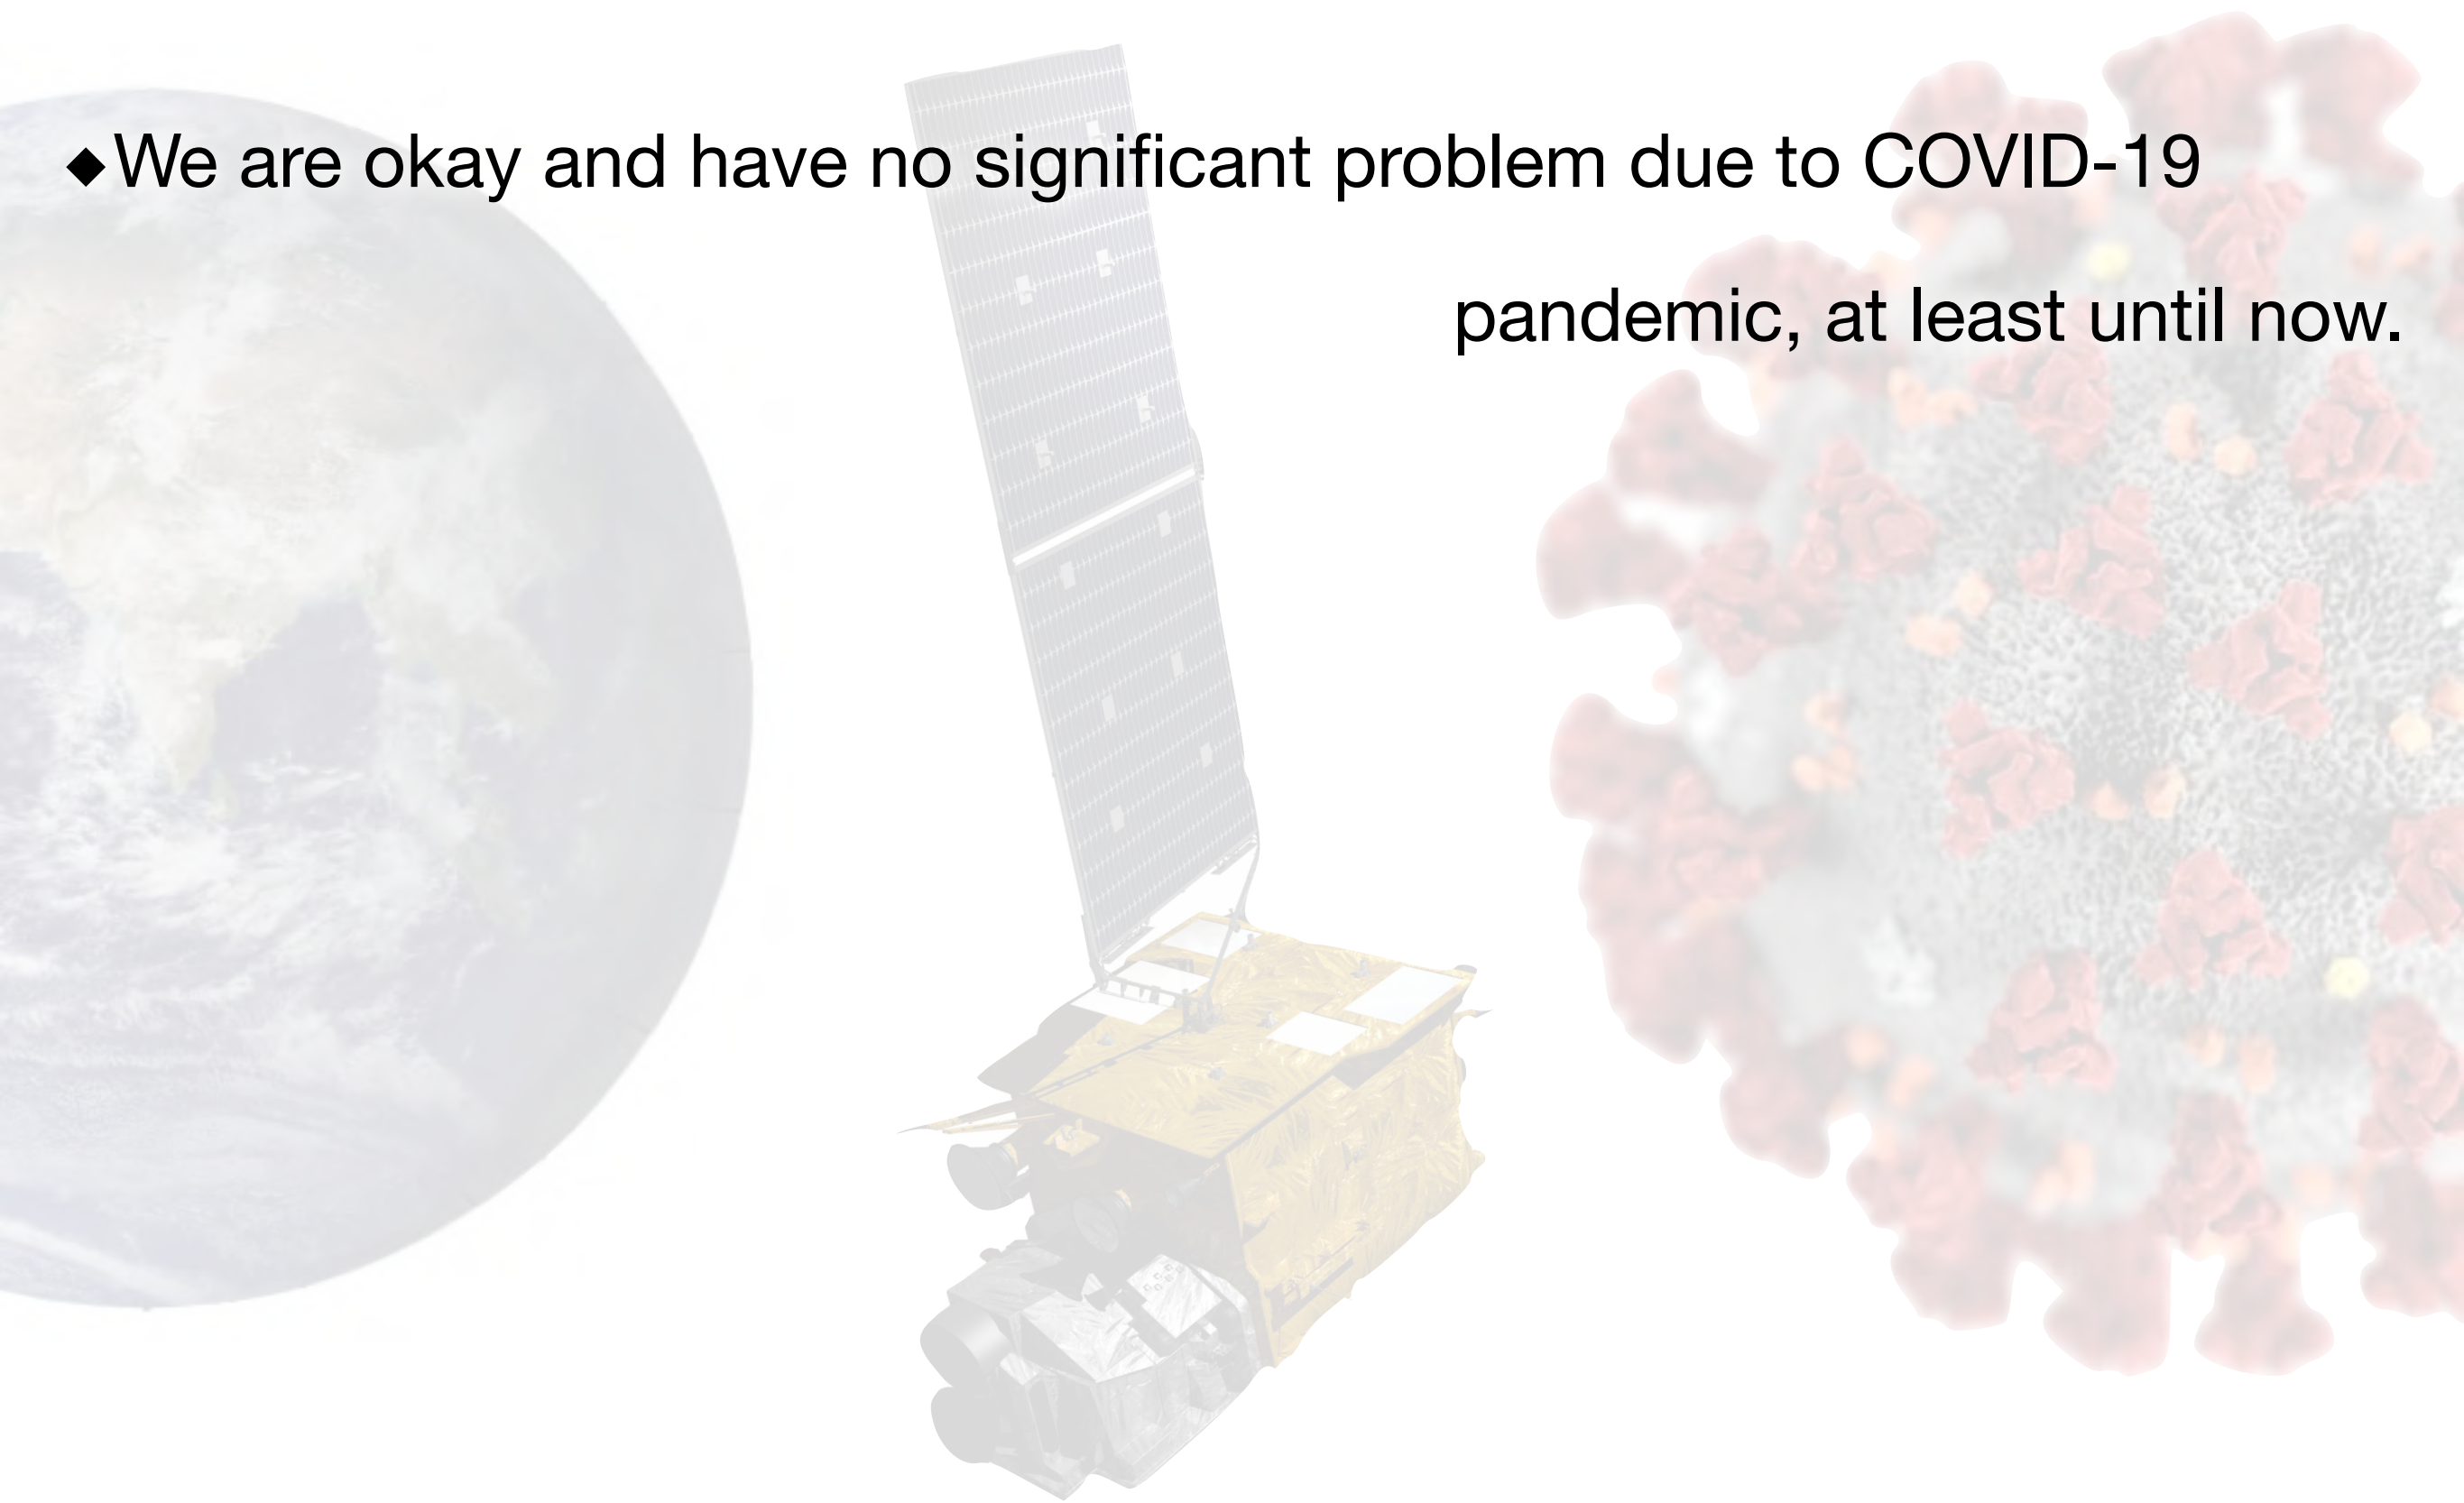 ◆We are okay and have no significant problem due to COVID-19
pandemic, at least until now.